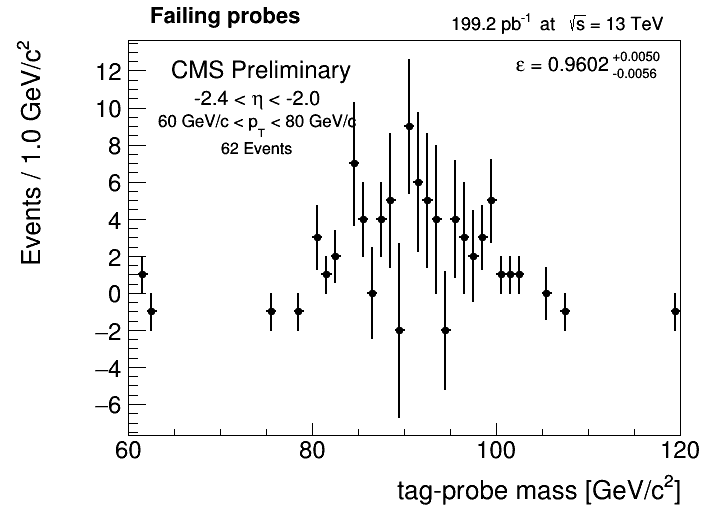 Failing probes
199.2 pb⁻¹ at √s = 13 TeV
CMS Preliminary
-2.4 < η < -2.0
60 GeV/c < p_T < 80 GeV/c
62 Events
ε = 0.9602 +0.0050 -0.0056
Events / 1.0 GeV/c²
12
10
8
6
4
2
0
−2
−4
−6
60 80 100 120
tag-probe mass [GeV/c²]